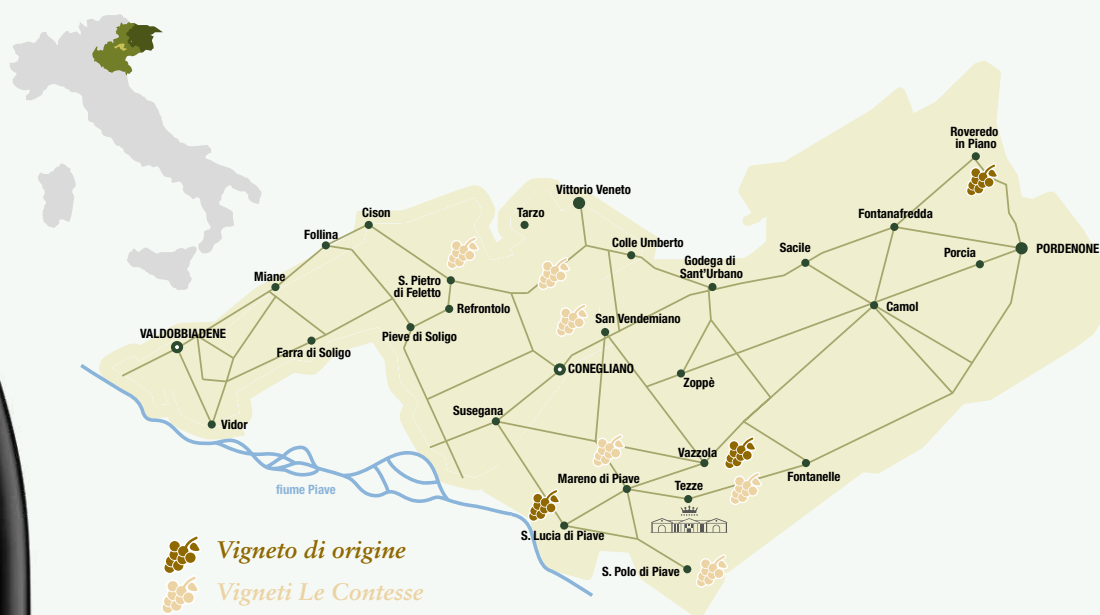 Roveredo
in Piano
Vittorio Veneto
Cison
Tarzo
Fontanafredda
Follina
Colle Umberto
Sacile
PORDENONE
Porcia
Godega di
Sant'Urbano
Miane
S. Pietro
di Feletto
Refrontolo
Camol
San Vendemiano
VALDOBBIADENE
Pieve di Soligo
Farra di Soligo
CONEGLIANO
Zoppè
Susegana
Vidor
Vazzola
Mareno di Piave
Tezze
Fontanelle
fiume Piave
S. Lucia di Piave
S. Polo di Piave
Vigneto di origine
Vigneti Le Contesse